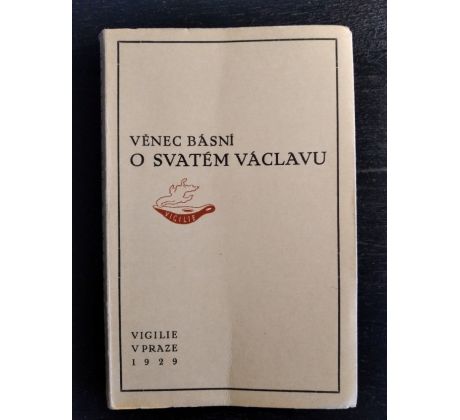 VĚNEC BÁSNÍ
O SVATÉM VÁCLAVU
VIGILIE
VIGILIE
V PRAZE
1929